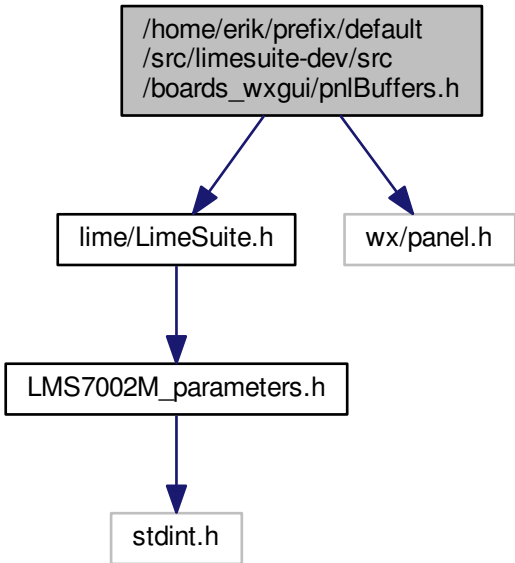 /home/erik/prefix/default
/src/limesuite-dev/src
/boards_wxgui/pnlBuffers.h
lime/LimeSuite.h
wx/panel.h
LMS7002M_parameters.h
stdint.h